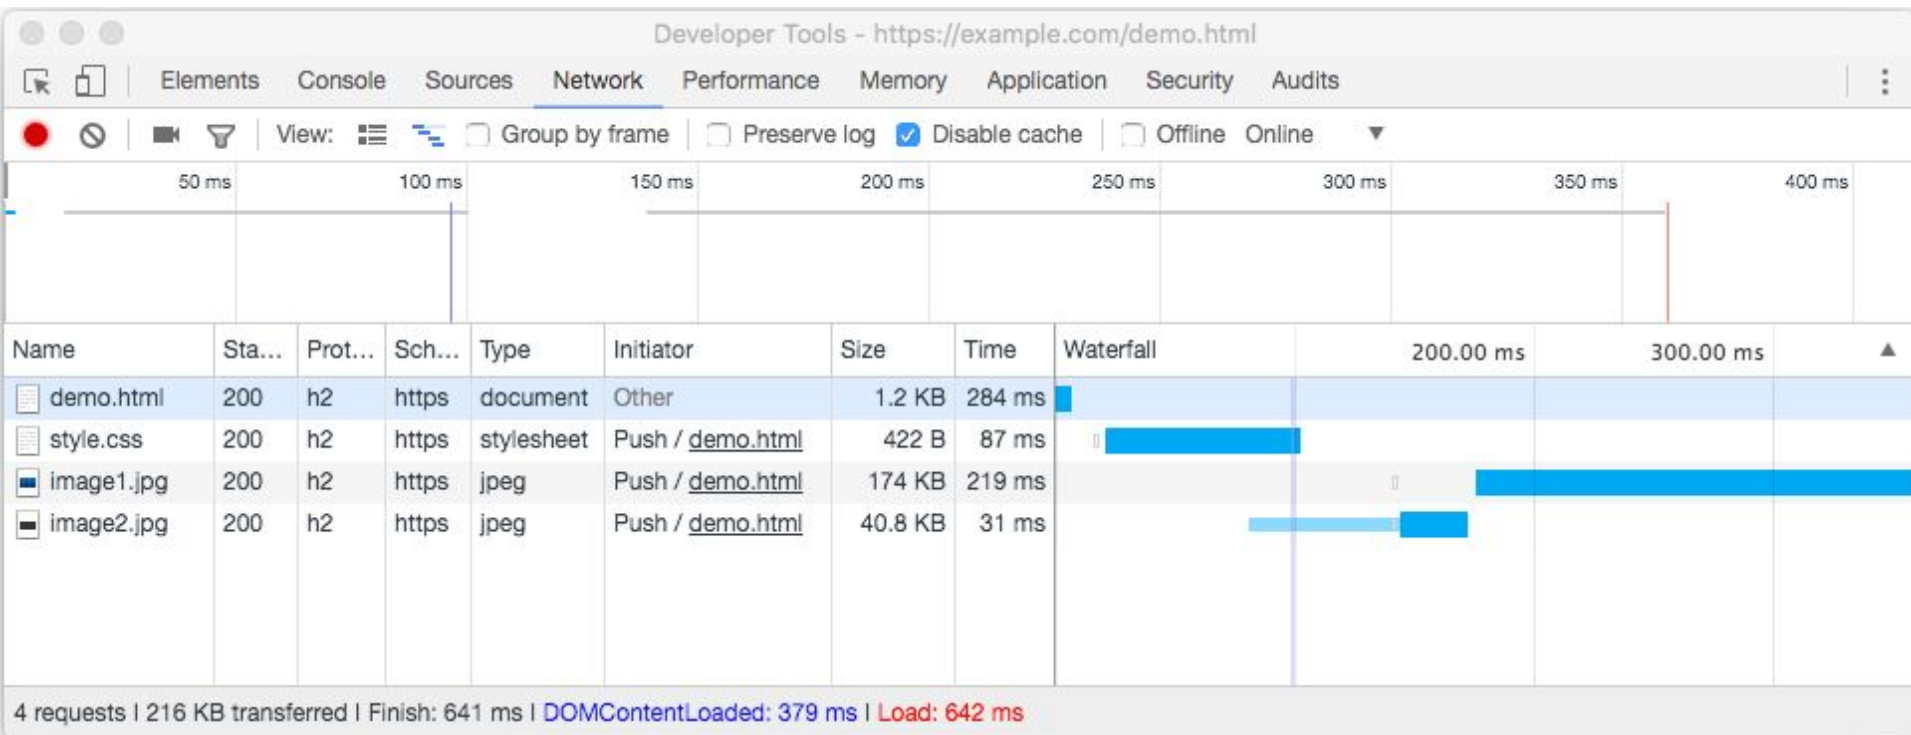 Developer Tools - https://example.com/demo.html
Elements Console Sources Network Performance Memory Application Security Audits
View: Group by frame Preserve log Disable cache Offline Online
50 ms 100 ms 150 ms 200 ms 250 ms 300 ms 350 ms 400 ms
Name Sta... Prot... Sch... Type Initiator Size Time Waterfall 200.00 ms 300.00 ms
demo.html 200 h2 https document Other 1.2 KB 284 ms
style.css 200 h2 https stylesheet Push / demo.html 422 B 87 ms
image1.jpg 200 h2 https jpeg Push / demo.html 174 KB 219 ms
image2.jpg 200 h2 https jpeg Push / demo.html 40.8 KB 31 ms
4 requests | 216 KB transferred | Finish: 641 ms | DOMContentLoaded: 379 ms | Load: 642 ms